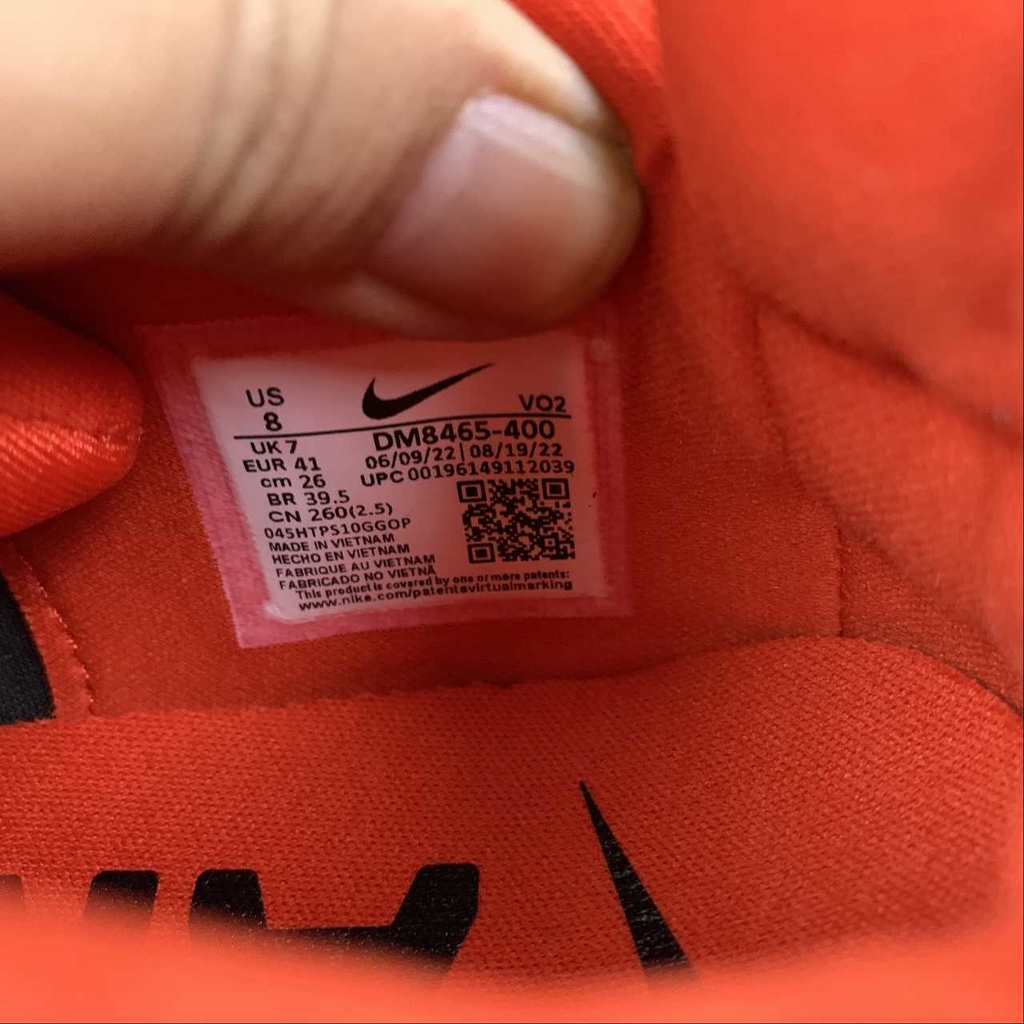 US
8
VO2
UK 7
DM8465-400
EUR 41
06/09/22|08/19/22
cm 26
UPC 00196149112039
BR 39.5
CN 260(2.5)
045HTPS10GGOP
MADE IN VIETNAM
HECHO EN VIETNAM
FABRIQUE AU VIETNAM
FABRICADO NO VIETNÃ
This product is covered by one or more patents:
www.nike.com/patentsvirtualmarking